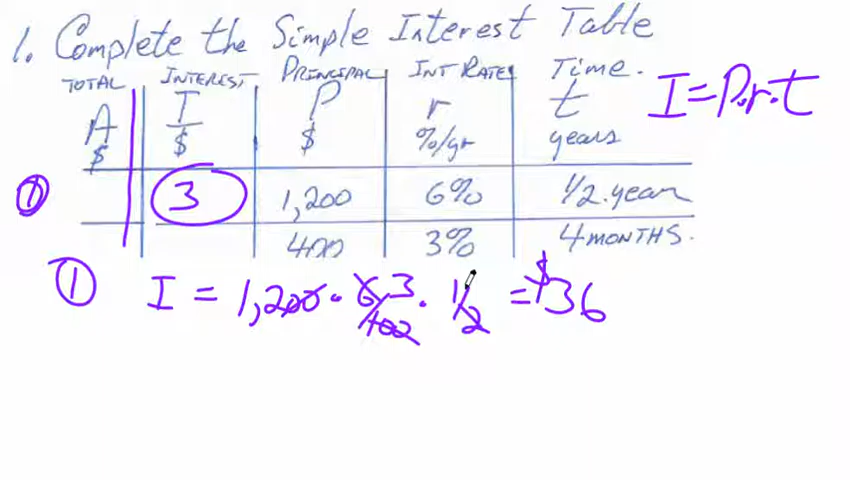 1. Complete the Simple Interest Table
TOTAL INTEREST PRINCIPAL INT RATE Time.
A I P r t
$ $ $ %/yr years
I=P.r.t
① 3 1,200 6% 1/2.year
400 3% 4 MONTHS.
① I = 1,200 · 6/100 3 · 1/2 = $36